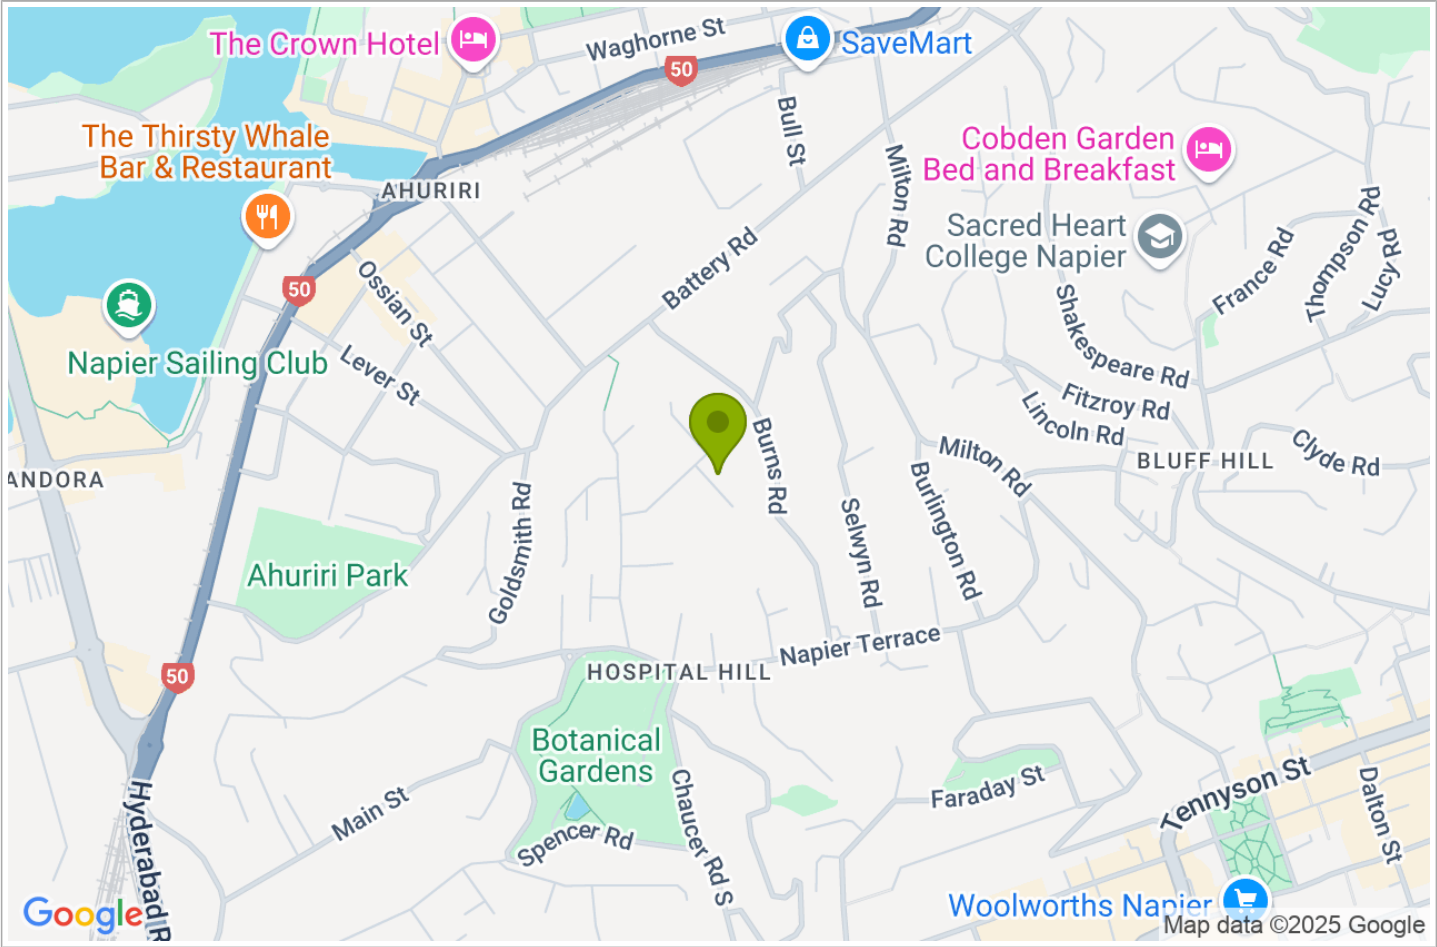 The Crown Hotel
Waghorne St
50
SaveMart
The Thirsty Whale
Bar & Restaurant
AHURIRI
Bull St
Milton Rd
Cobden Garden
Bed and Breakfast
Sacred Heart
College Napier
Thompson Rd
Lucy Rd
France Rd
Battery Rd
50
Ossian St
Napier Sailing Club
Lever St
Shakespeare Rd
Fitzroy Rd
Lincoln Rd
Clyde Rd
BLUFF HILL
Milton Rd
Burns Rd
Burlington Rd
Selwyn Rd
ANDORA
Goldsmith Rd
Ahuriri Park
Napier Terrace
50
HOSPITAL HILL
Botanical
Gardens
Chaucer Rd S
Main St
Spencer Rd
Faraday St
Tennyson St
Dalton St
Hyderabad R
Woolworths Napier
Google
Map data ©2025 Google